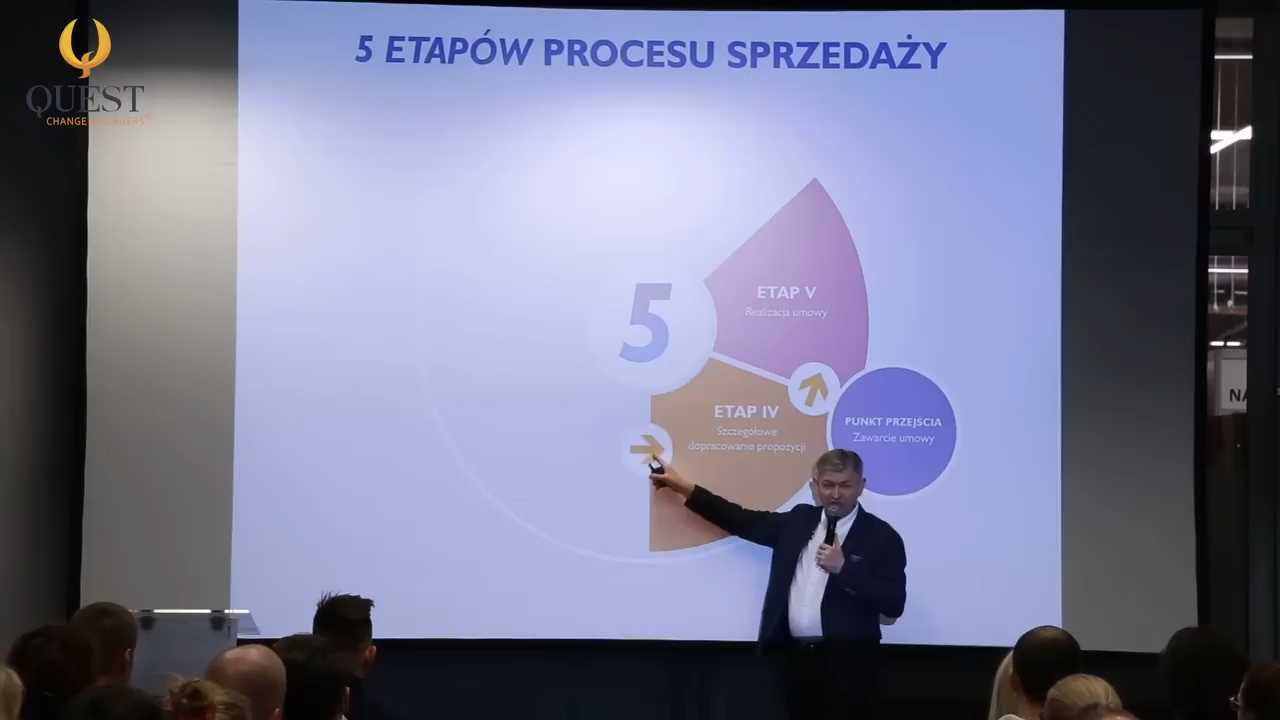 QUEST
CHANGE MANAGERS®
5 ETAPÓW PROCESU SPRZEDAŻY
5
ETAP V
Realizacja umowy
ETAP IV
Szczegółowe
dopracowanie propozycji
PUNKT PRZEJŚCIA
Zawarcie umowy
NA